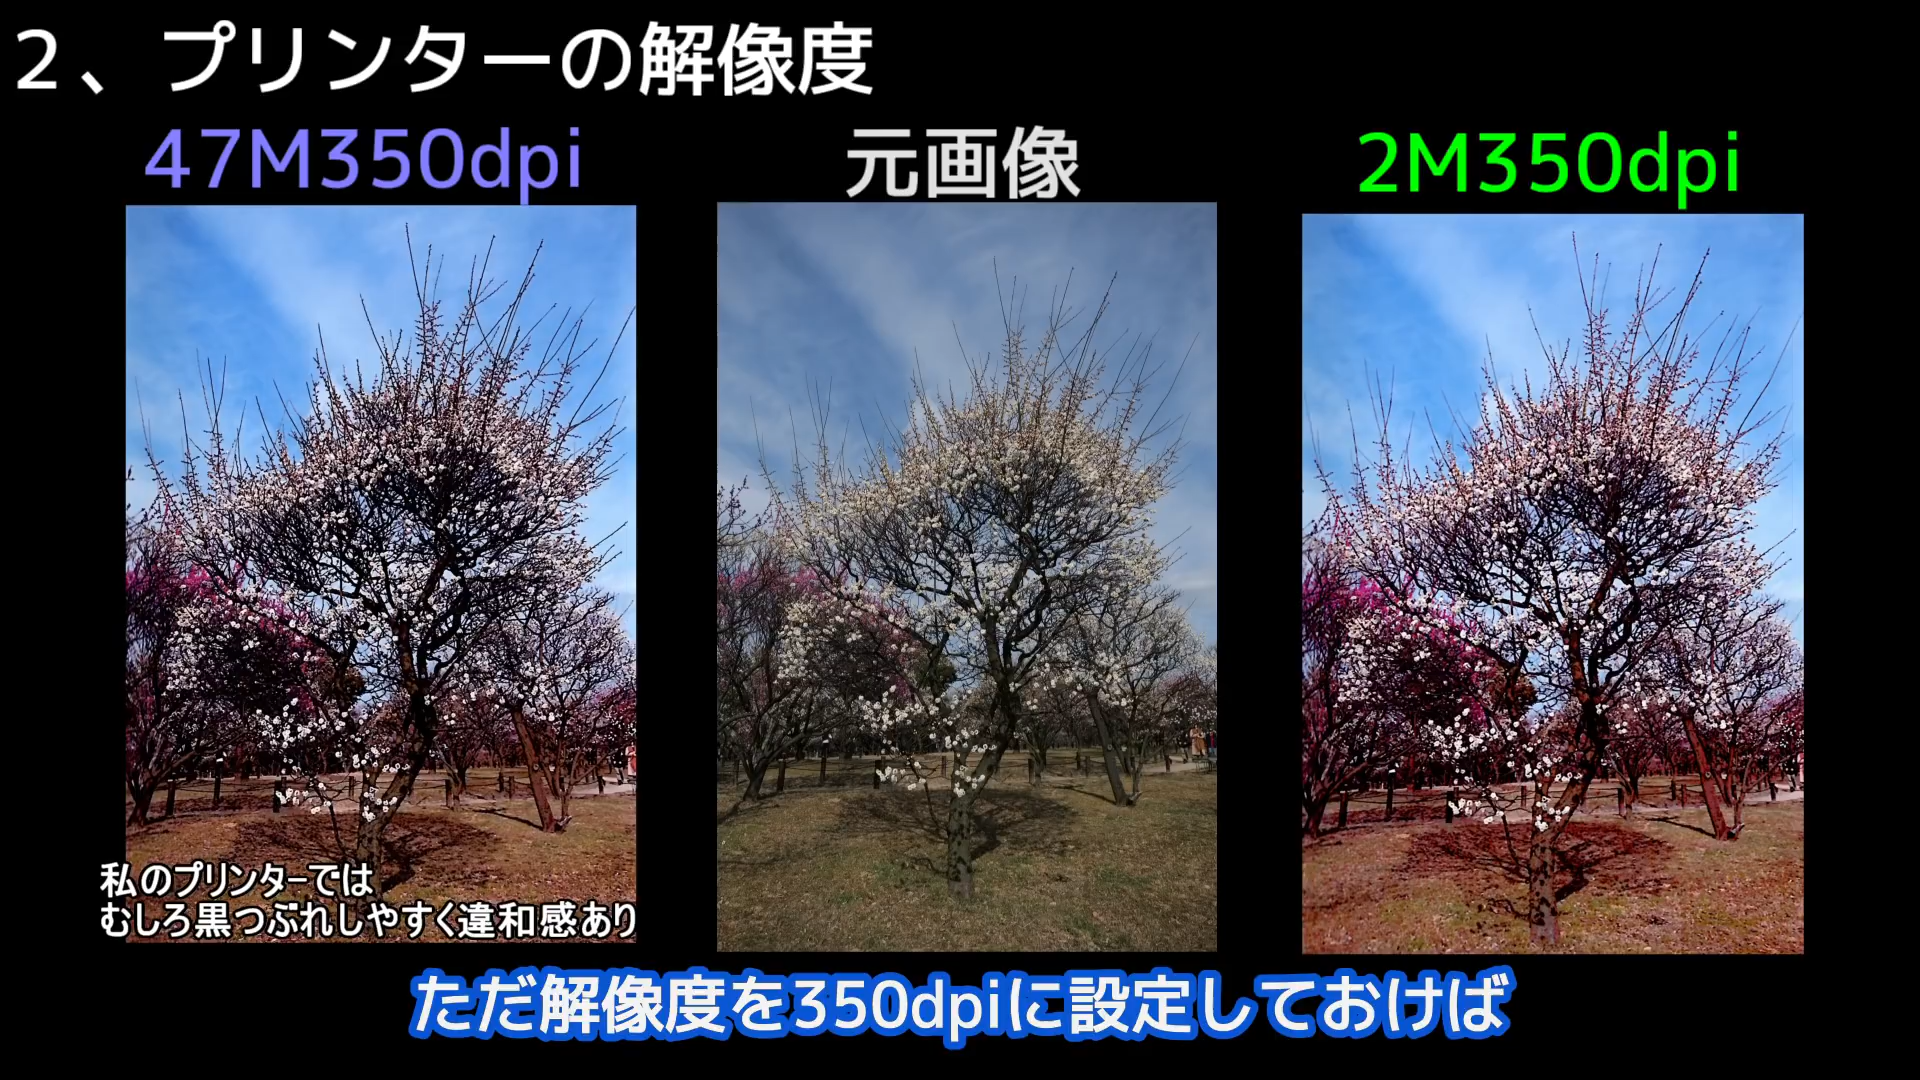 2、プリンターの解像度
47M350dpi
元画像
2M350dpi
私のプリンターでは
むしろ黒つぶれしやすく違和感あり
ただ解像度を350dpiに設定しておけば